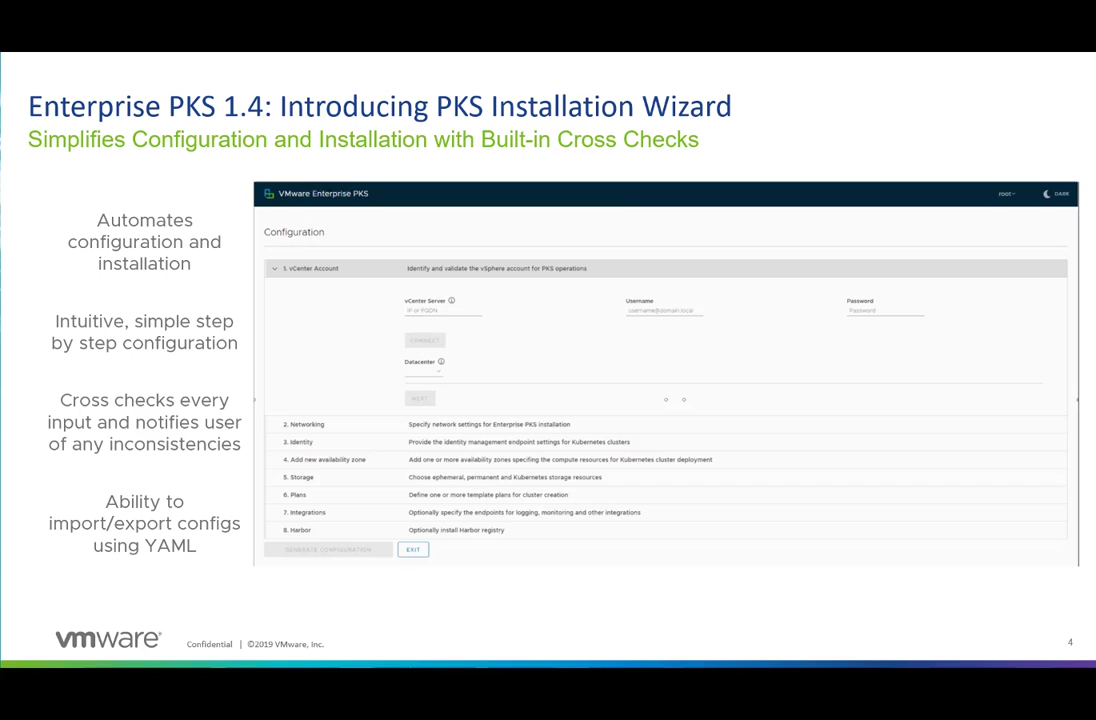 Enterprise PKS 1.4: Introducing PKS Installation Wizard
Simplifies Configuration and Installation with Built-in Cross Checks
Automates
configuration and
installation
Intuitive, simple step
by step configuration
Cross checks every
input and notifies user
of any inconsistencies
Ability to
import/export configs
using YAML
VMware Enterprise PKS
root
DARK
Configuration
1. vCenter Account Identify and validate the vSphere account for PKS operations
vCenter Server Username Password
IP or FQDN username@domain.local Password
CONNECT
Datacenter
NEXT
2. Networking Specify network settings for Enterprise PKS installation
3. Identity Provide the identity management endpoint settings for Kubernetes clusters
4. Add new availability zone Add one or more availability zones specifing the compute resources for Kubernetes cluster deployment
5. Storage Choose ephemeral, permanent and Kubernetes storage resources
6. Plans Define one or more template plans for cluster creation
7. Integrations Optionally specify the endpoints for logging, monitoring and other integrations
8. Harbor Optionally install Harbor registry
GENERATE CONFIGURATION EXIT
vmware® Confidential | ©2019 VMware, Inc. 4